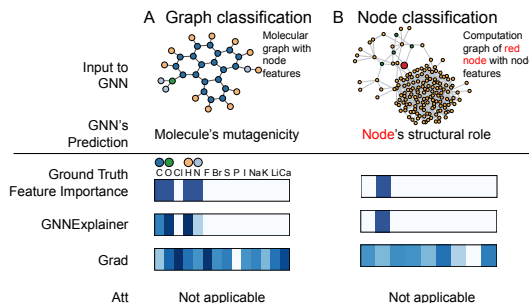 A Graph classification
B Node classification
Input to
GNN
Molecular
graph with
node
features
Computation
graph of red
node with node
features
GNN's
Prediction
Molecule's mutagenicity
Node's structural role
Ground Truth
Feature Importance
C O Cl H N F Br S P I Na K Li Ca
GNNExplainer
Grad
Att
Not applicable
Not applicable